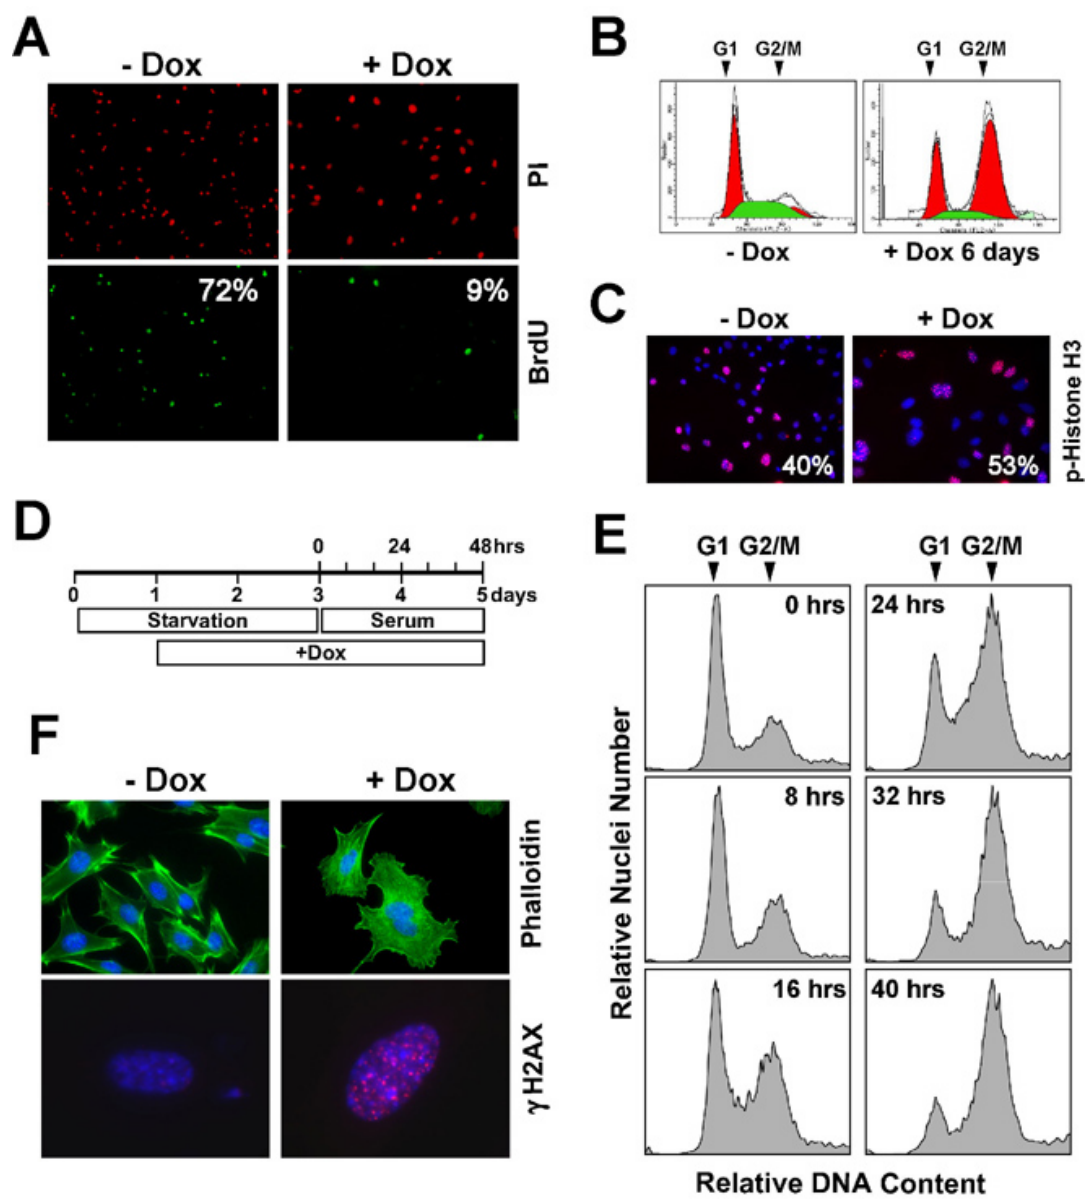 A
- Dox
+ Dox
PI
72%
9%
BrdU
B
G1 G2/M
G1 G2/M
- Dox
+ Dox 6 days
C
- Dox
+ Dox
40%
53%
p-Histone H3
D
0 24 48hrs
0 1 2 3 4 5 days
Starvation Serum
+Dox
E
G1 G2/M
G1 G2/M
0 hrs
24 hrs
8 hrs
32 hrs
16 hrs
40 hrs
Relative Nuclei Number
Relative DNA Content
F
- Dox
+ Dox
Phalloidin
γH2AX